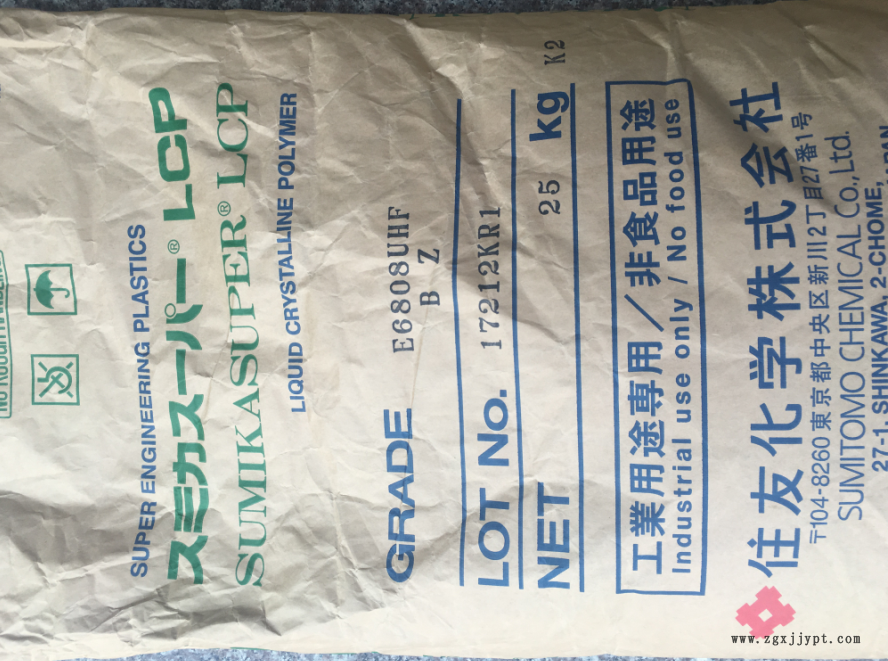 NO ROUGH HANDLING
SUPER ENGINEERING PLASTICS
スミカスーパー® LCP
SUMIKASUPER® LCP
LIQUID CRYSTALLINE POLYMER
GRADE E6808UHF
B Z
LOT No. 17212KR1
NET 25 kg K2
工業用途専用/非食品用途
Industrial use only / No food use
住友化学株式会社
〒104-8260 東京都中央区新川2丁目27番1号
SUMITOMO CHEMICAL Co., Ltd.
27-1, SHINKAWA, 2-CHOME,
www.zgxjjypt.com